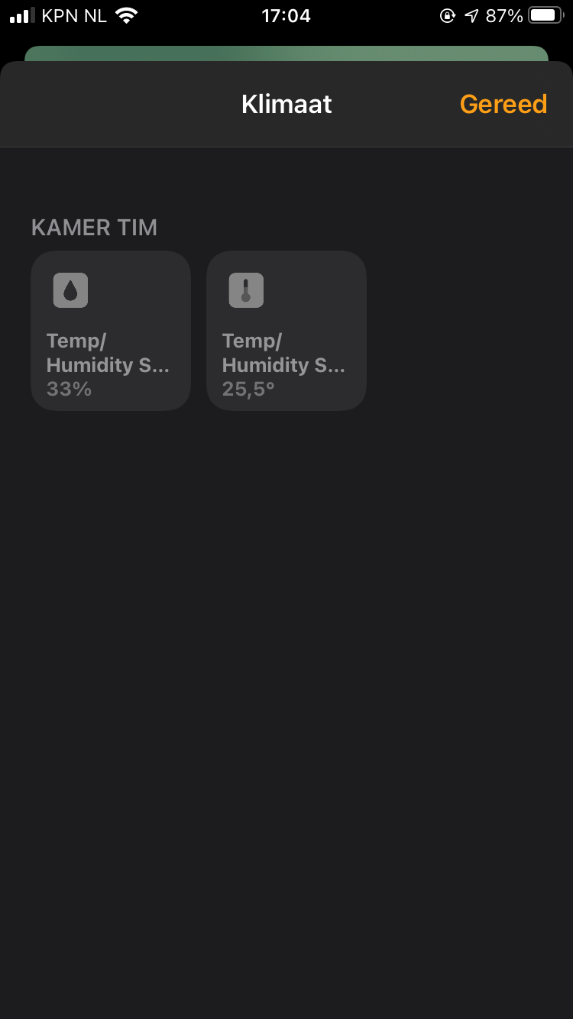 KPN NL 17:04 87%
Klimaat Gereed
KAMER TIM
Temp/
Humidity S...
33%
Temp/
Humidity S...
25,5°